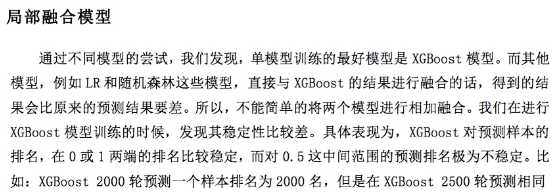 局部融合模型
通过不同模型的尝试，我们发现，单模型训练的最好模型是 XGBoost 模型。而其他
模型，例如 LR 和随机森林这些模型，直接与 XGBoost 的结果进行融合的话，得到的结
果会比原来的预测结果要差。所以，不能简单的将两个模型进行相加融合。我们在进行
XGBoost 模型训练的时候，发现其稳定性比较差。具体表现为，XGBoost 对预测样本的
排名，在 0 或 1 两端的排名比较稳定，而对 0.5 这中间范围的预测排名极为不稳定。比
如：XGBoost 2000 轮预测一个样本排名为 2000 名，但是在 XGBoost 2500 轮预测相同